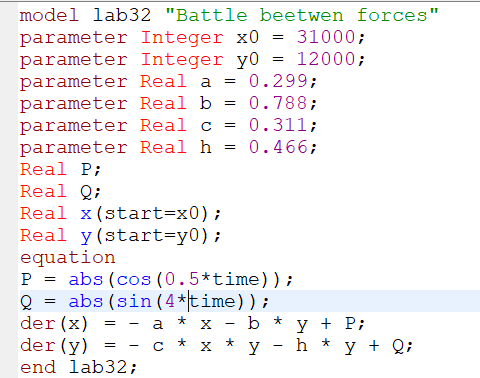 model lab32 "Battle beetwen forces"
parameter Integer x0 = 31000;
parameter Integer y0 = 12000;
parameter Real a = 0.299;
parameter Real b = 0.788;
parameter Real c = 0.311;
parameter Real h = 0.466;
Real P;
Real Q;
Real x(start=x0);
Real y(start=y0);
equation
P = abs(cos(0.5*time));
Q = abs(sin(4*time));
der(x) = - a * x - b * y + P;
der(y) = - c * x * y - h * y + Q;
end lab32;